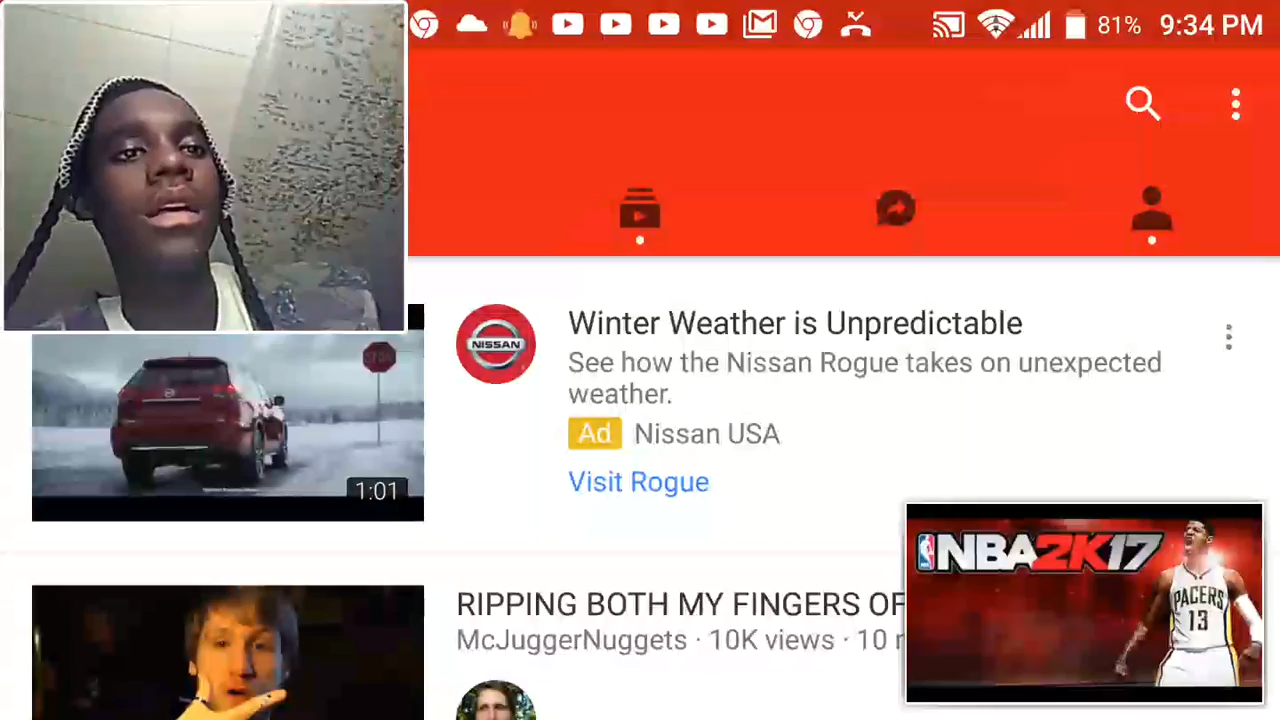 81% 9:34 PM
NISSAN
Winter Weather is Unpredictable
See how the Nissan Rogue takes on unexpected
weather.
Ad Nissan USA
Visit Rogue
STOP
1:01
RIPPING BOTH MY FINGERS OF
McJuggerNuggets · 10K views · 10
NBA2K17
PACERS
13